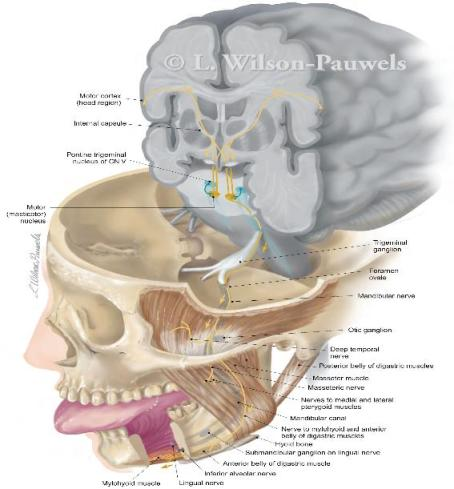 © L. Wilson-Pauwels
Motor cortex
(head region)
Internal capsule
Pontine trigeminal
nucleus of CN V
Motor
(masticator)
nucleus
L. Wilson-Pauwels
Trigeminal
ganglion
Foramen
ovale
Mandibular nerve
Otic ganglion
Deep temporal
nerve
Posterior belly of digastric muscles
Masseter muscle
Masseteric nerve
Nerves to medial and lateral
pterygoid muscles
Mandibular canal
Nerve to mylohyoid and anterior
belly of digastric muscles
Hyoid bone
Submandibular ganglion on lingual nerve
Anterior belly of digastric muscle
Inferior alveolar nerve
Mylohyoid muscle
Lingual nerve